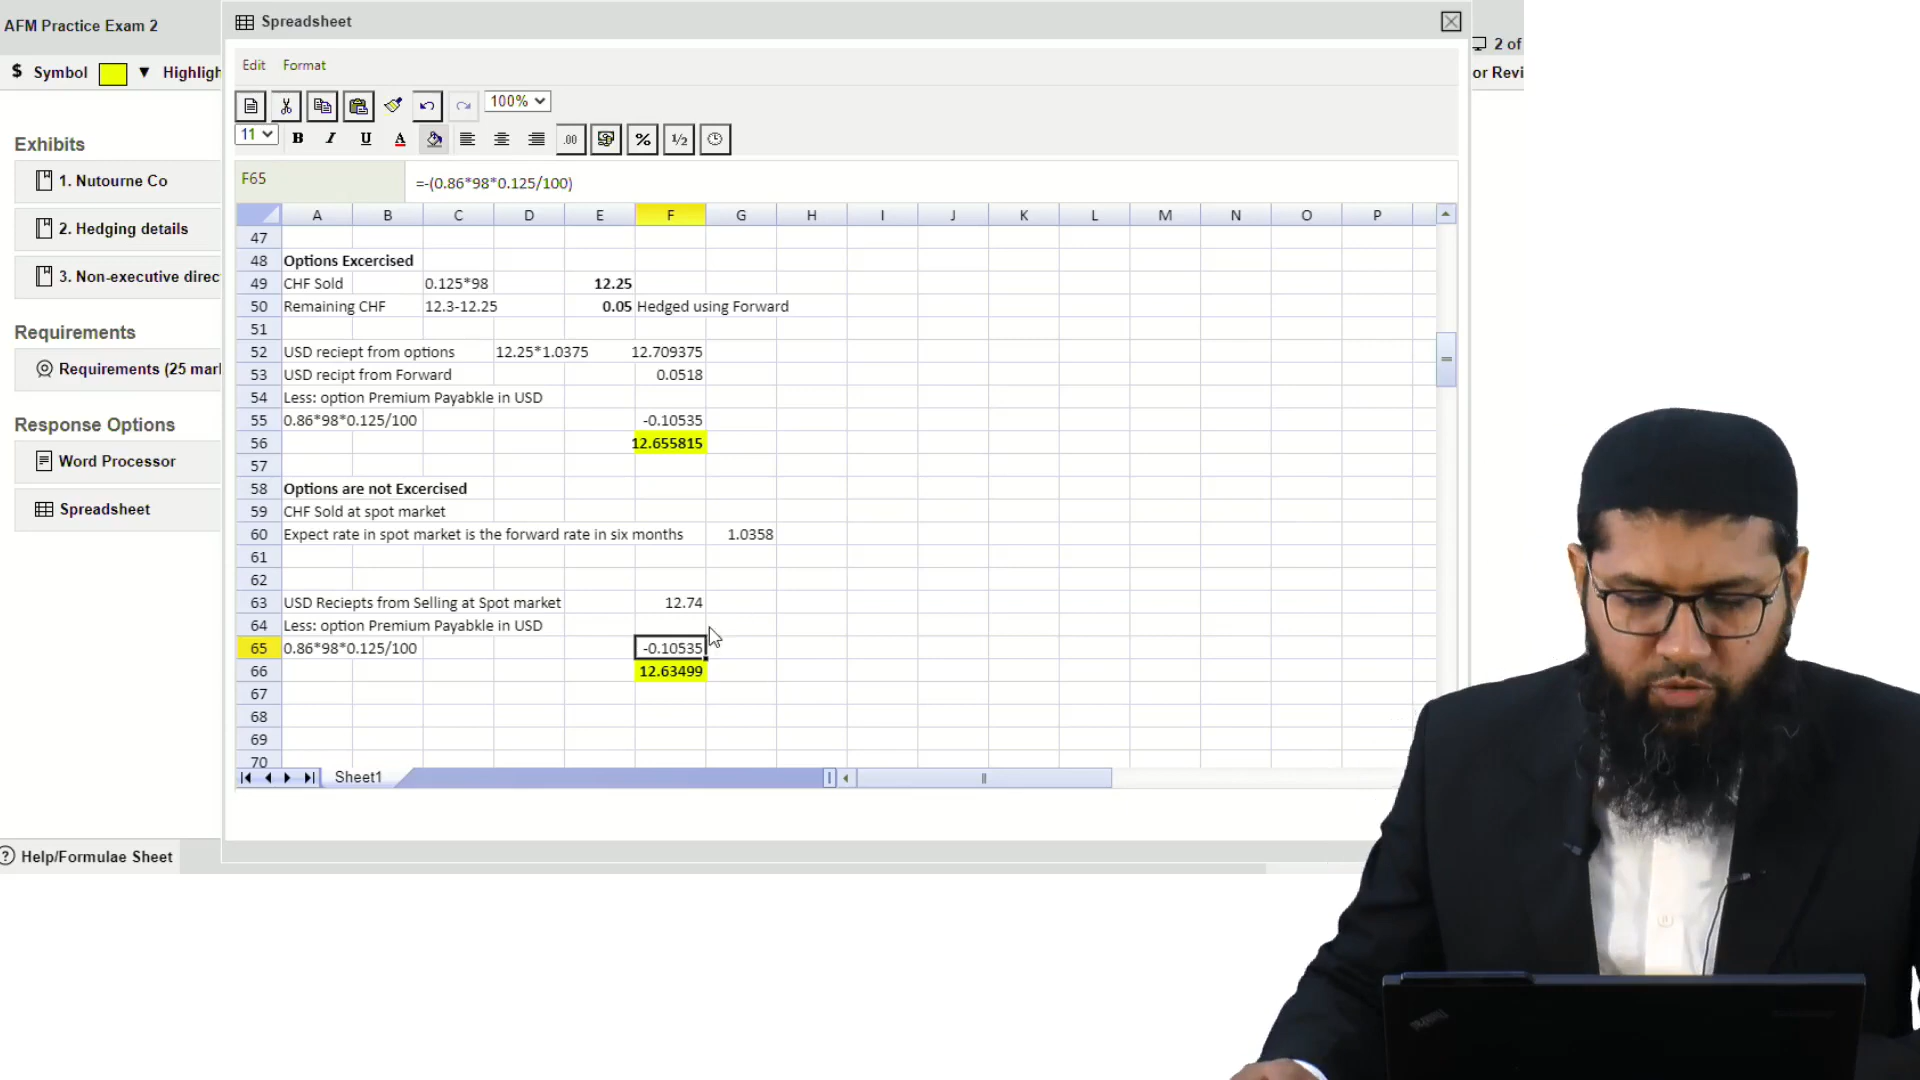 AFM Practice Exam 2
Spreadsheet
2 of
$ Symbol ▼ Highligh
or Revi
Edit Format
100%
11 B I U A .00 % 1/2
F65 =-(0.86*98*0.125/100)
A B C D E F G H I J K L M N O P
Exhibits
1. Nutourne Co
2. Hedging details
3. Non-executive direc
Requirements
Requirements (25 mar
Response Options
Word Processor
Spreadsheet
47
48 Options Excercised
49 CHF Sold 0.125*98 12.25
50 Remaining CHF 12.3-12.25 0.05 Hedged using Forward
51
52 USD reciept from options 12.25*1.0375 12.709375
53 USD recipt from Forward 0.0518
54 Less: option Premium Payabkle in USD
55 0.86*98*0.125/100 -0.10535
56 12.655815
57
58 Options are not Excercised
59 CHF Sold at spot market
60 Expect rate in spot market is the forward rate in six months 1.0358
61
62
63 USD Reciepts from Selling at Spot market 12.74
64 Less: option Premium Payabkle in USD
65 0.86*98*0.125/100 -0.10535
66 12.63499
67
68
69
70
Sheet1
? Help/Formulae Sheet